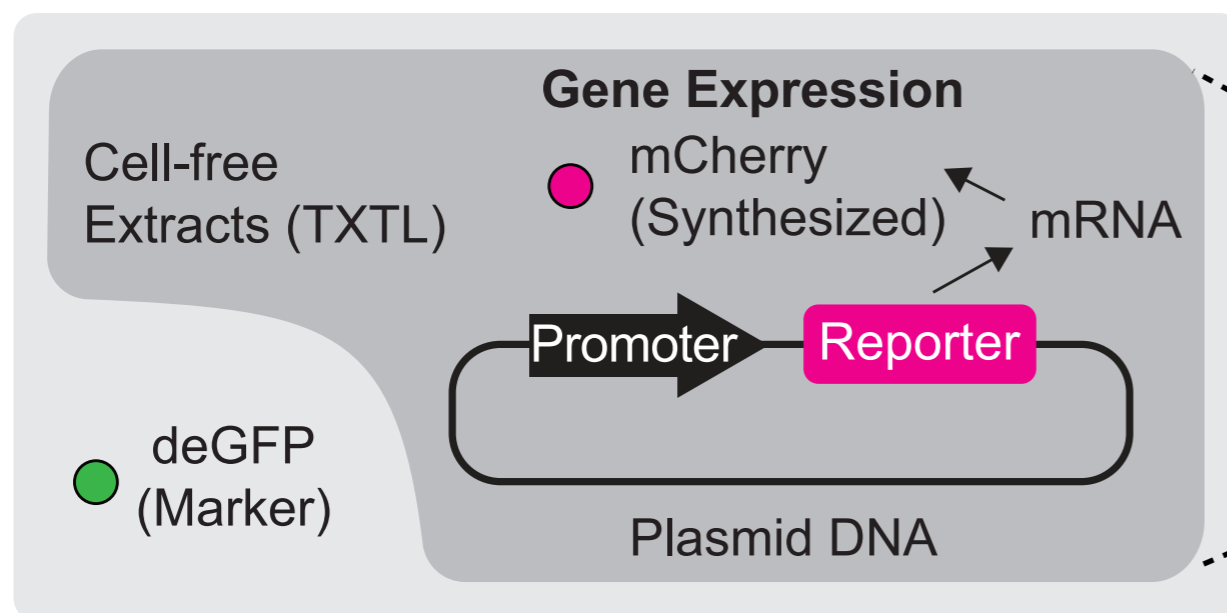 Gene Expression
Cell-free
Extracts (TXTL)
mCherry
(Synthesized)
mRNA
Promoter
Reporter
deGFP
(Marker)
Plasmid DNA